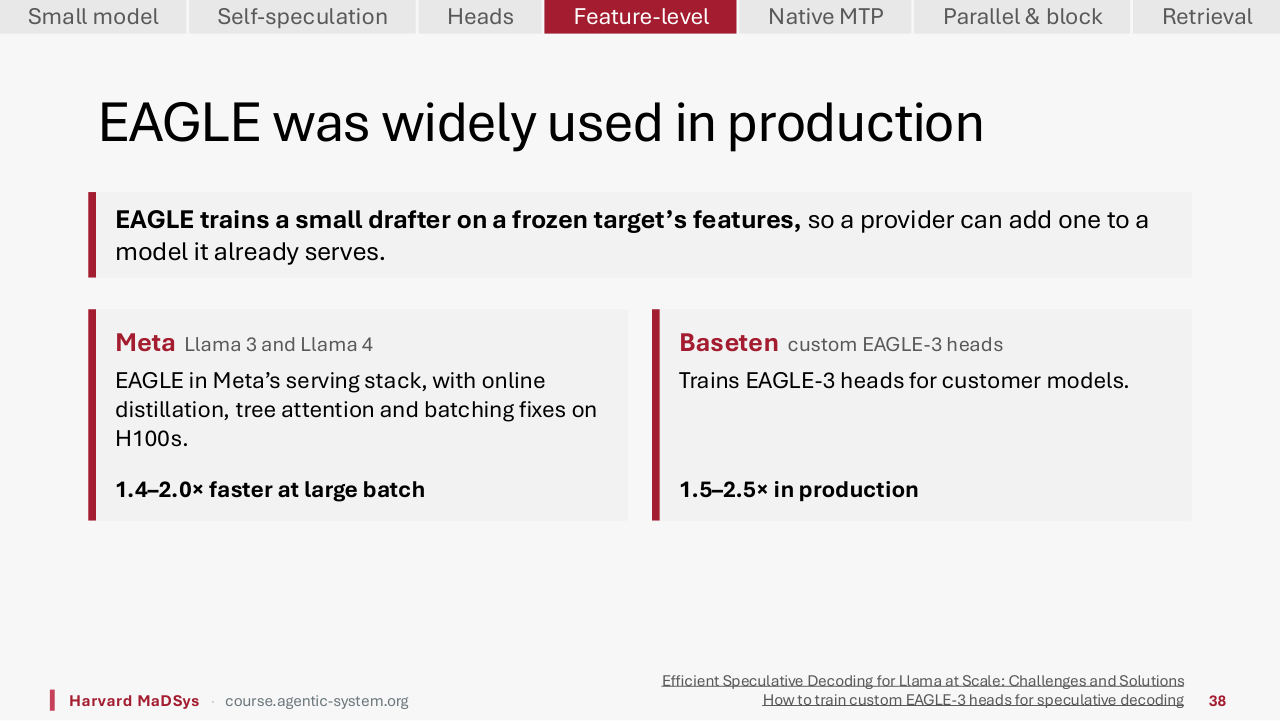 Small model
Self-speculation
Heads
Feature-level
Native MTP
Parallel & block
Retrieval
EAGLE was widely used in production
EAGLE trains a small drafter on a frozen target’s features, so a provider can add one to a
model it already serves.
Meta Llama 3 and Llama 4
EAGLE in Meta’s serving stack, with online
distillation, tree attention and batching fixes on
H100s.
1.4–2.0× faster at large batch
Baseten custom EAGLE-3 heads
Trains EAGLE-3 heads for customer models.
1.5–2.5× in production
Harvard MaDSys · course.agentic-system.org
Efficient Speculative Decoding for Llama at Scale: Challenges and Solutions
How to train custom EAGLE-3 heads for speculative decoding
38